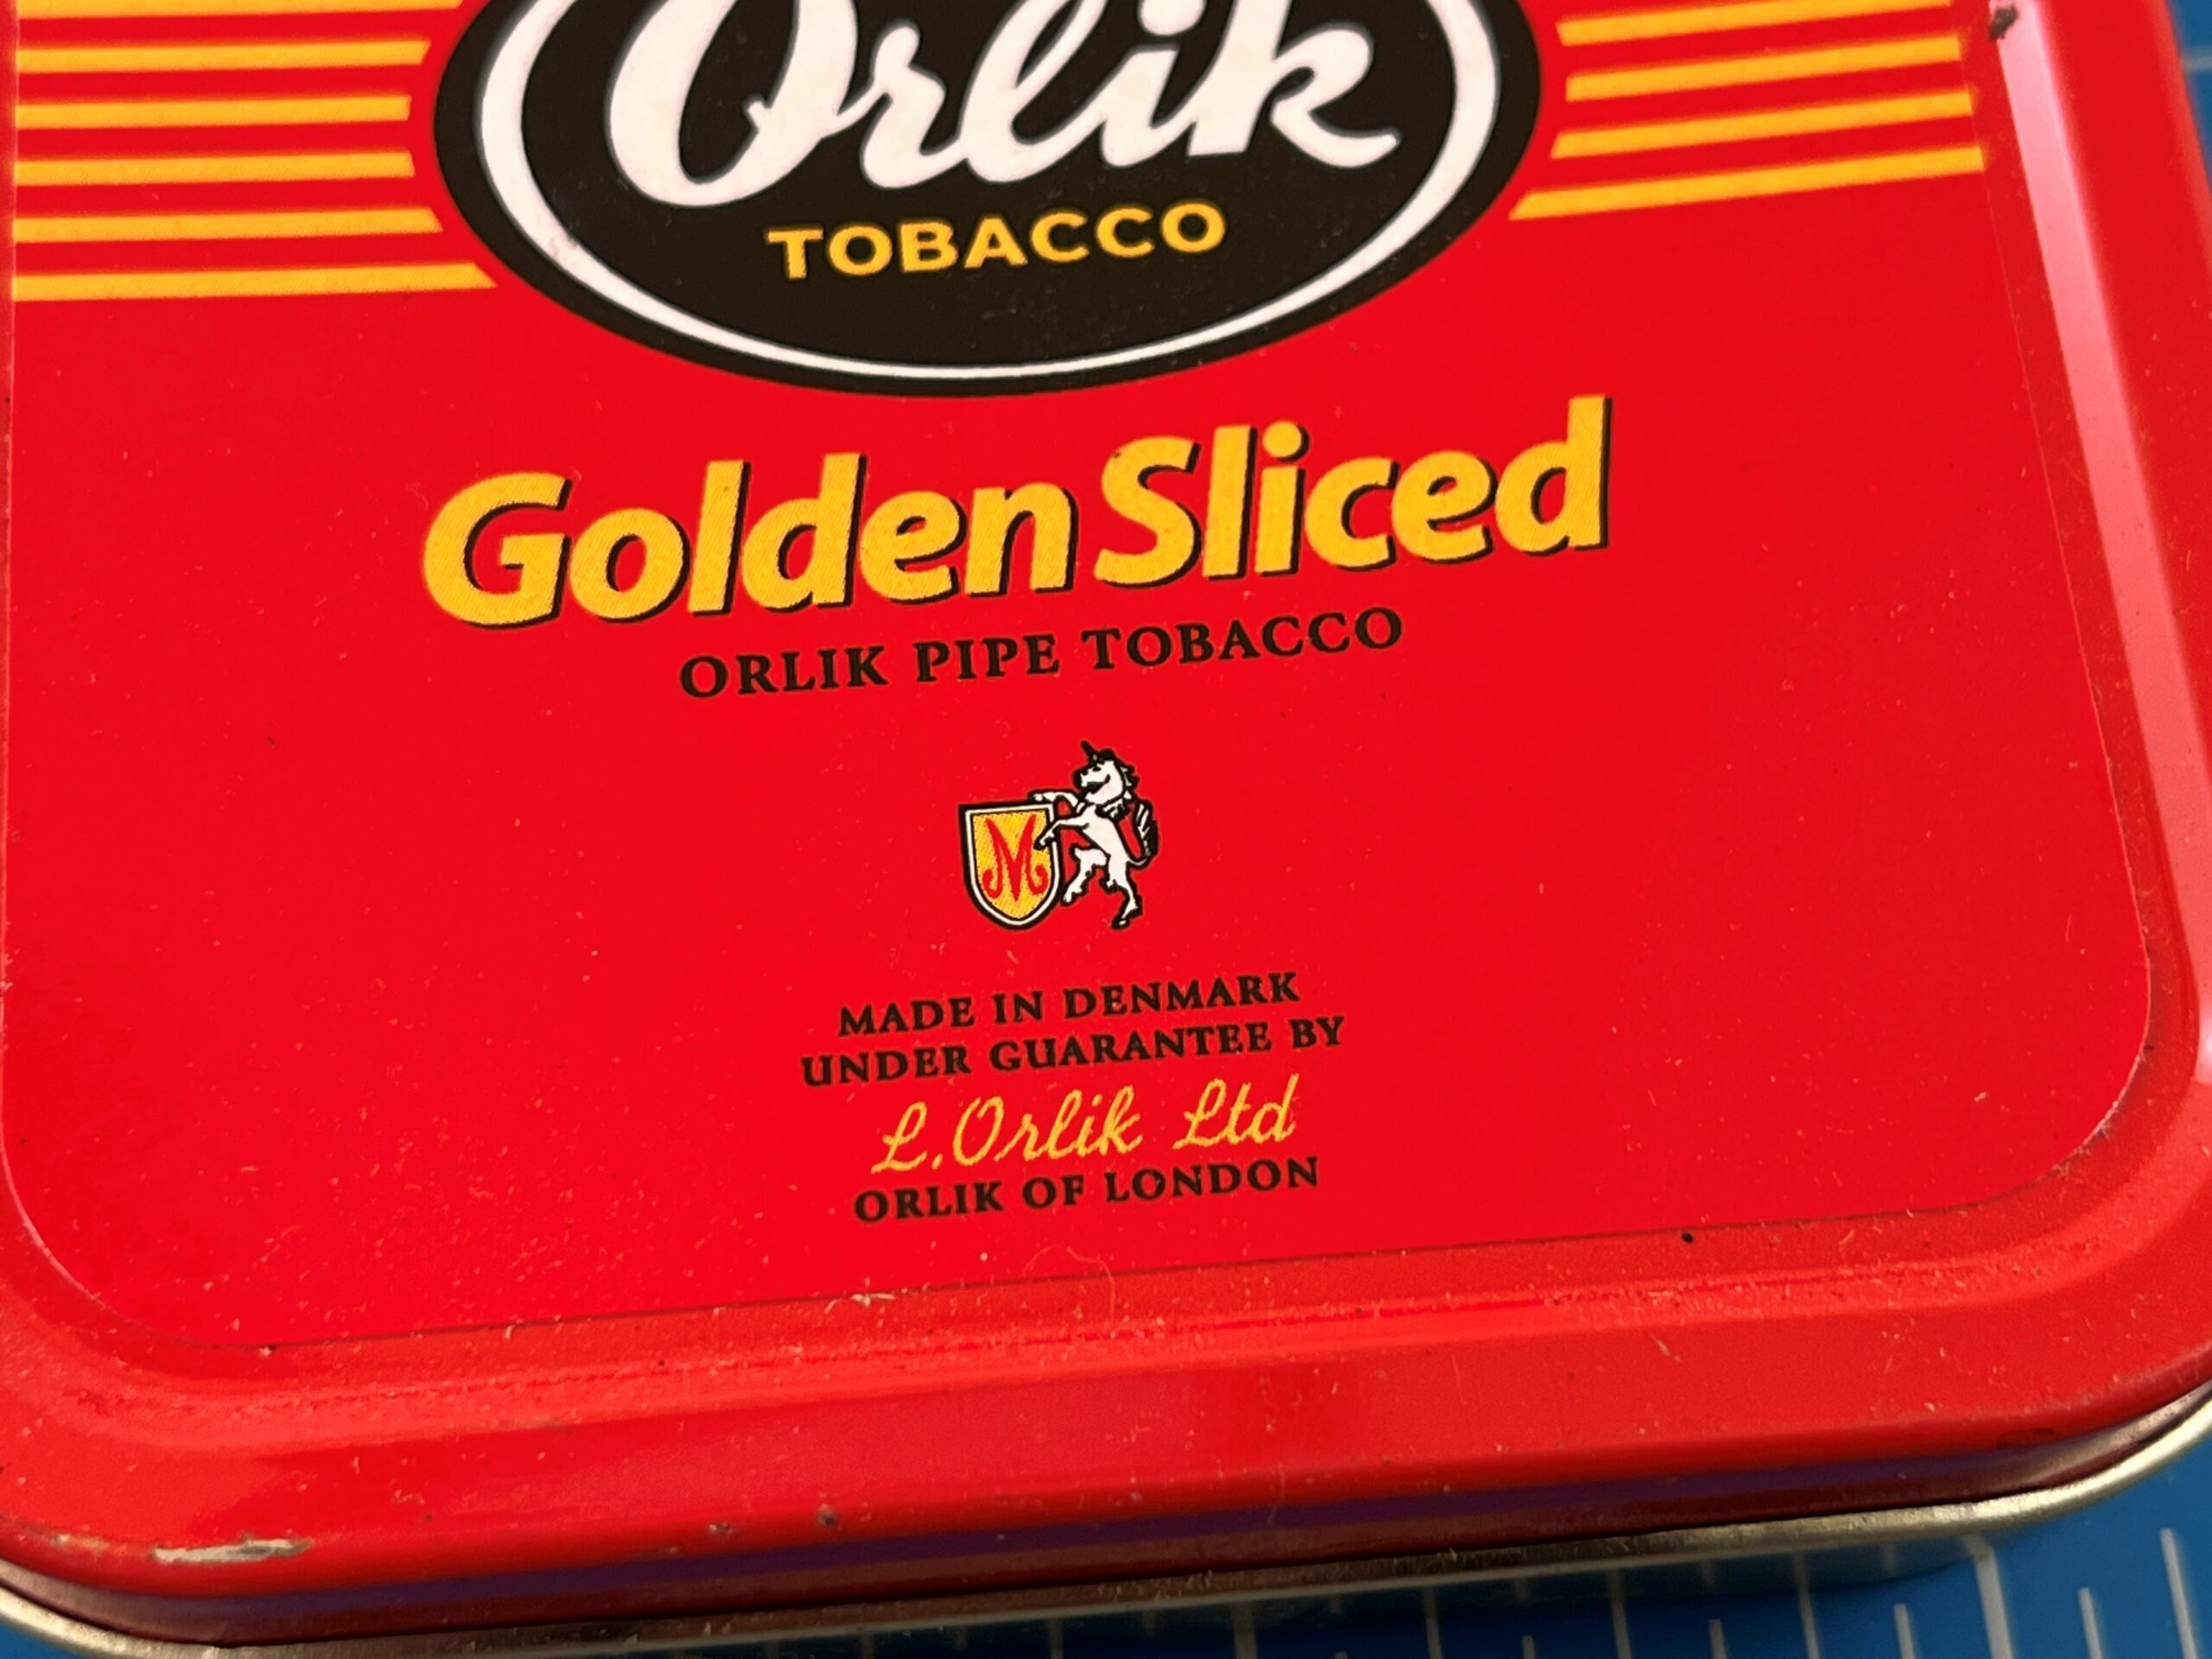 Orlik
TOBACCO
Golden Sliced
ORLIK PIPE TOBACCO
M
MADE IN DENMARK
UNDER GUARANTEE BY
L. Orlik Ltd
ORLIK OF LONDON